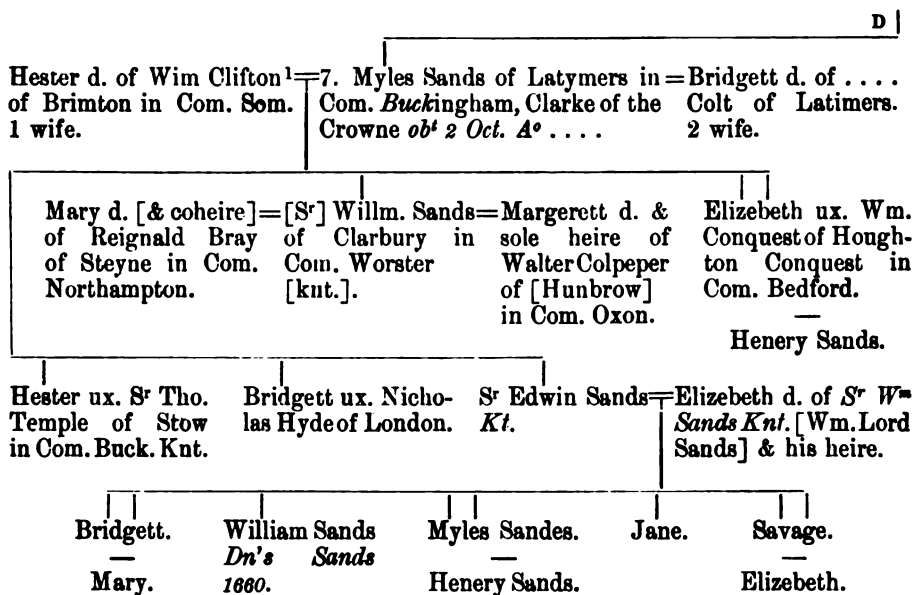 D
Hester d. of Wim Clifton¹=7. Myles Sands of Latymers in=Bridgett d. of ....
of Brimton in Com. Som. Com. Buckingham, Clarke of the Colt of Latimers.
1 wife. Crowne obᵗ 2 Oct. Aº .... 2 wife.
Mary d. [& coheire]=[Sʳ] Willm. Sands=Margerett d. & Elizebeth ux. Wm.
of Reignald Bray of Clarbury in sole heire of Conquest of Hough-
of Steyne in Com. Com. Worster Walter Colpeper ton Conquest in
Northampton. [knt.]. of [Hunbrow] Com. Bedford.
in Com. Oxon. —
Henery Sands.
Hester ux. Sʳ Tho. Bridgett ux. Nicho- Sʳ Edwin Sands=Elizebeth d. of Sʳ Wᵐ
Temple of Stow las Hyde of London. Kt. Sands Knt. [Wm. Lord
in Com. Buck. Knt. Sands] & his heire.
Bridgett. William Sands Myles Sandes. Jane. Savage.
— Dn's Sands — —
Mary. 1660. Henery Sands. Elizebeth.